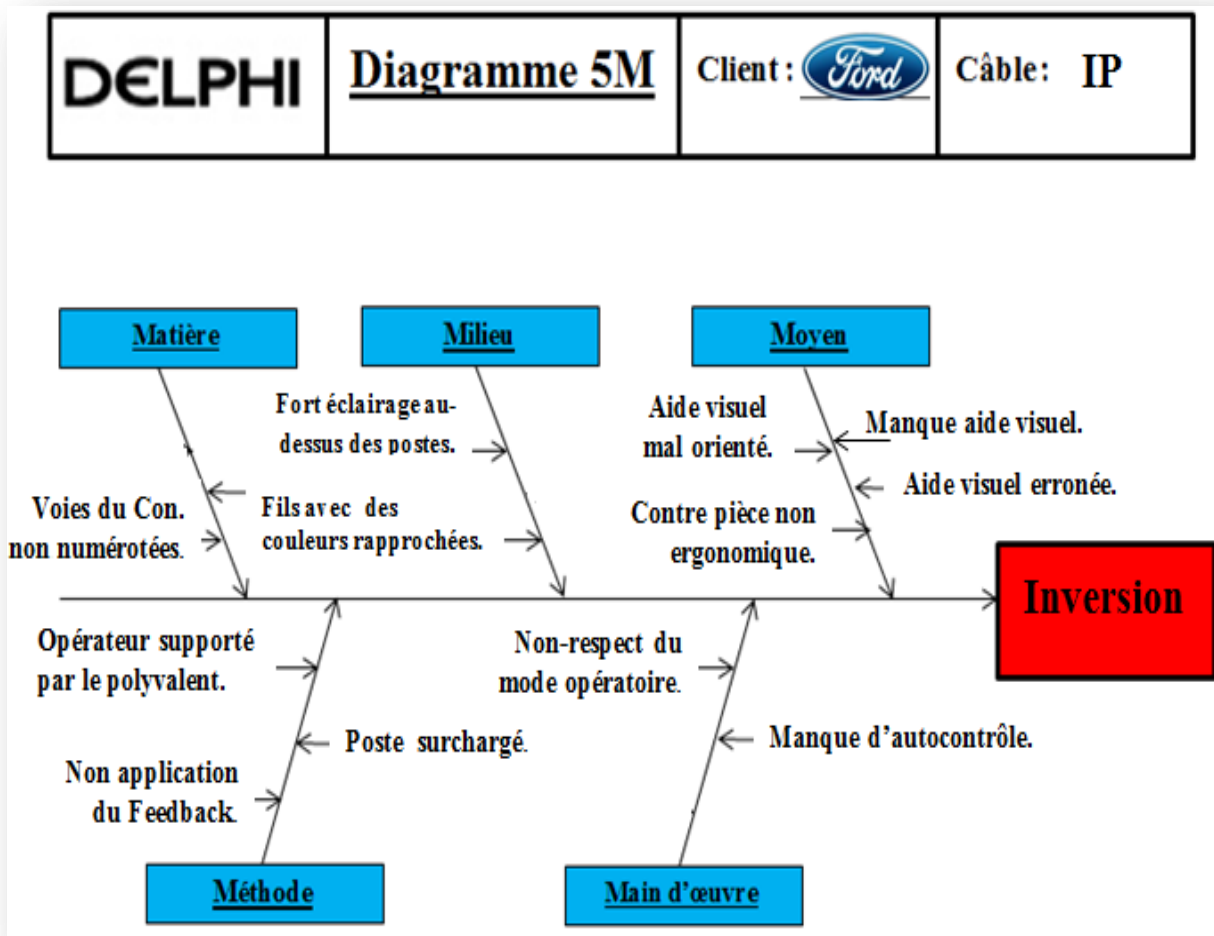 DELPHI
Diagramme 5M
Client :
Ford
Câble : IP
Matière
Milieu
Moyen
Fort éclairage au-
dessus des postes.
Aide visuel
mal orienté.
Manque aide visuel.
Aide visuel erronée.
Voies du Con.
non numérotées.
Fils avec des
couleurs rapprochées.
Contre pièce non
ergonomique.
Inversion
Opérateur supporté
par le polyvalent.
Non-respect du
mode opératoire.
Poste surchargé.
Manque d’autocontrôle.
Non application
du Feedback.
Méthode
Main d’œuvre